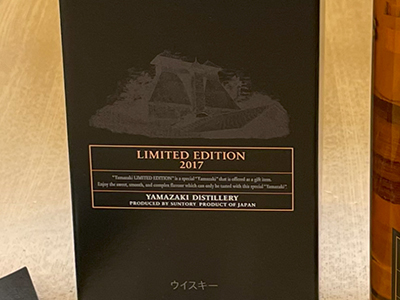 LIMITED EDITION
2017
"Yamazaki LIMITED EDITION" is a special "Yamazaki" that is offered as a gift item.
Enjoy the sweet, smooth, and complex flavour which can only be tasted with this special "Yamazaki".
YAMAZAKI DISTILLERY
PRODUCED BY SUNTORY PRODUCT OF JAPAN
ウイスキー